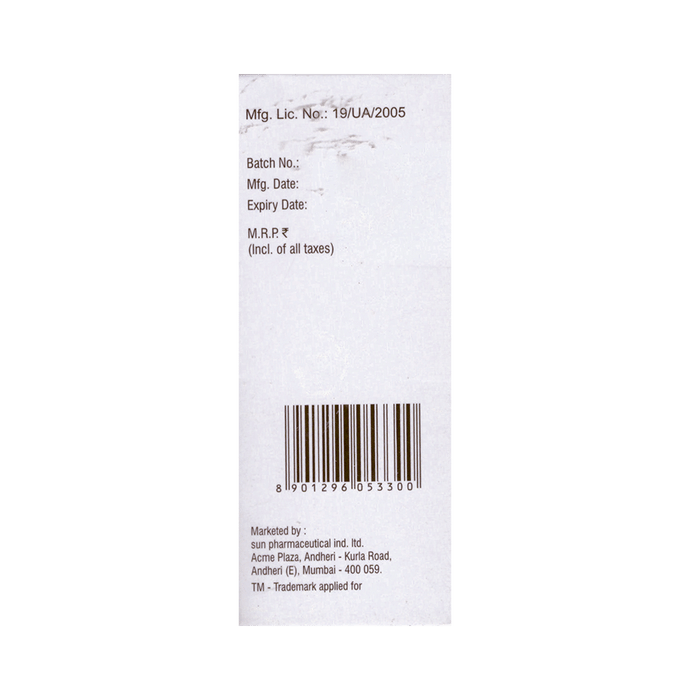 Mfg. Lic. No.: 19/UA/2005
Batch No.:
Mfg. Date:
Expiry Date:
M.R.P. ₹
(Incl. of all taxes)
8 901296 053300
Marketed by :
sun pharmaceutical ind. ltd.
Acme Plaza, Andheri - Kurla Road,
Andheri (E), Mumbai - 400 059.
TM - Trademark applied for